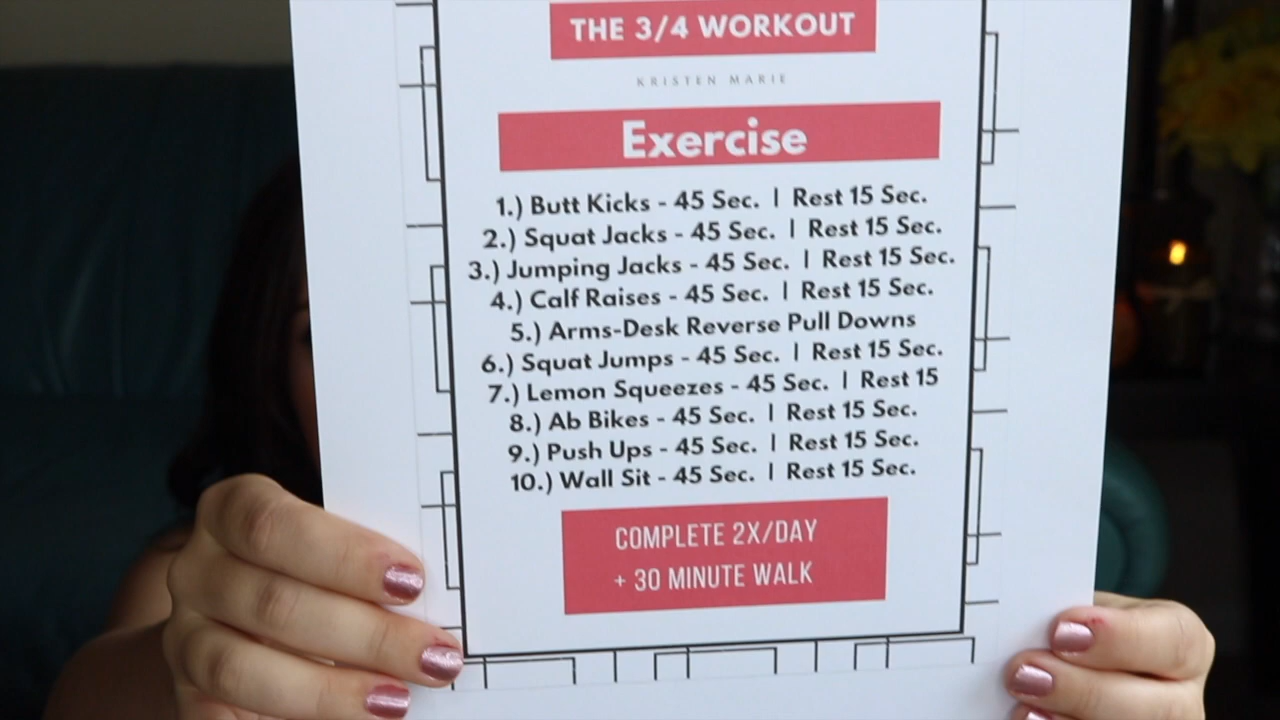 THE 3/4 WORKOUT
KRISTEN MARIE
Exercise
1.) Butt Kicks - 45 Sec. | Rest 15 Sec.
2.) Squat Jacks - 45 Sec. | Rest 15 Sec.
3.) Jumping Jacks - 45 Sec. | Rest 15 Sec.
4.) Calf Raises - 45 Sec. | Rest 15 Sec.
5.) Arms-Desk Reverse Pull Downs
6.) Squat Jumps - 45 Sec. | Rest 15 Sec.
7.) Lemon Squeezes - 45 Sec. | Rest 15
8.) Ab Bikes - 45 Sec. | Rest 15 Sec.
9.) Push Ups - 45 Sec. | Rest 15 Sec.
10.) Wall Sit - 45 Sec. | Rest 15 Sec.
COMPLETE 2X/DAY
+ 30 MINUTE WALK